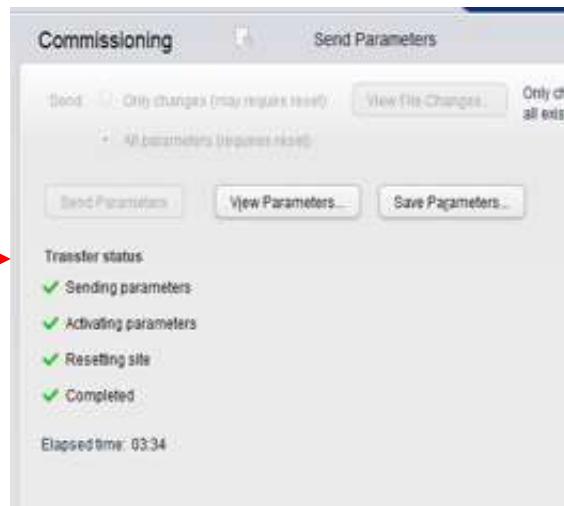 Commissioning
Send Parameters
Send: Only changes (may require reset)
View File Changes...
Only ch
all exis
All parameters (requires reset)
Send Parameters
View Parameters...
Save Parameters...
Transfer status
Sending parameters
Activating parameters
Resetting site
Completed
Elapsed time: 03:34